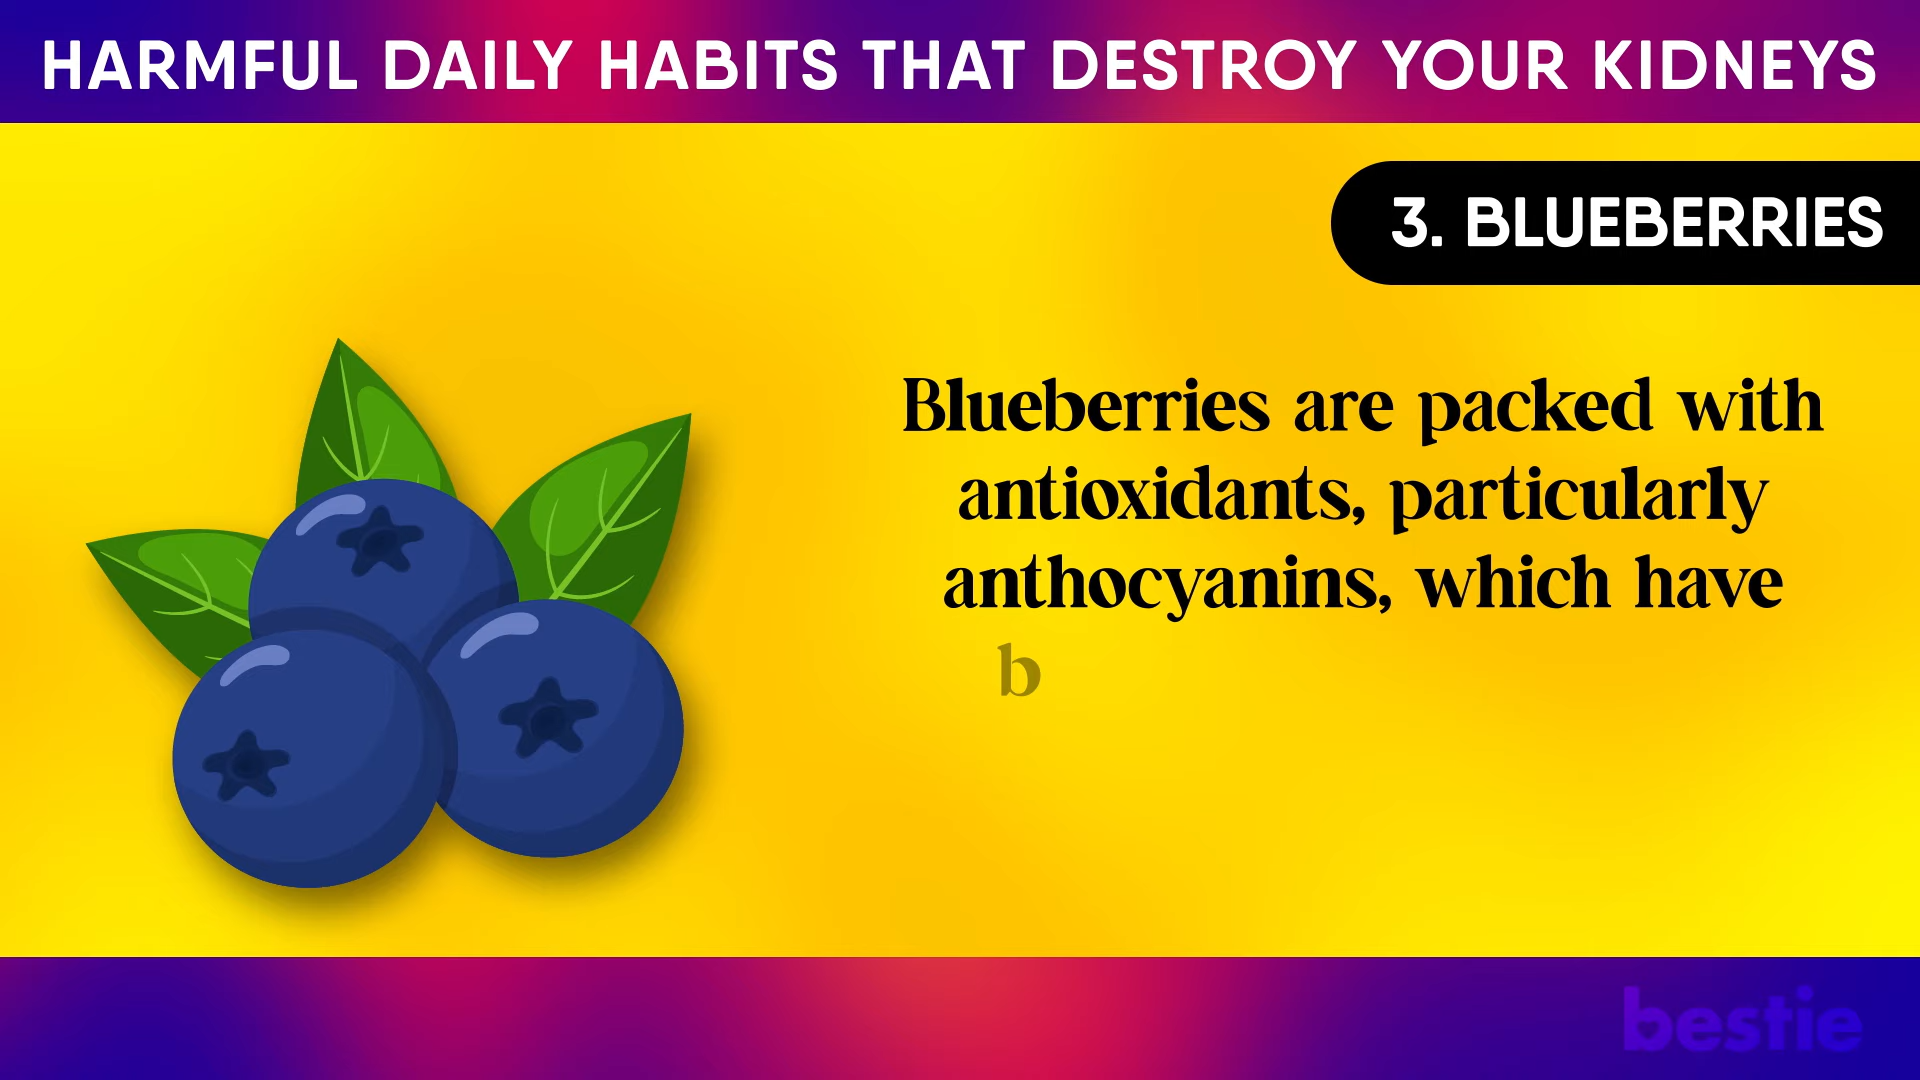 HARMFUL DAILY HABITS THAT DESTROY YOUR KIDNEYS
3. BLUEBERRIES
Blueberries are packed with
antioxidants, particularly
anthocyanins, which have
b
bestie